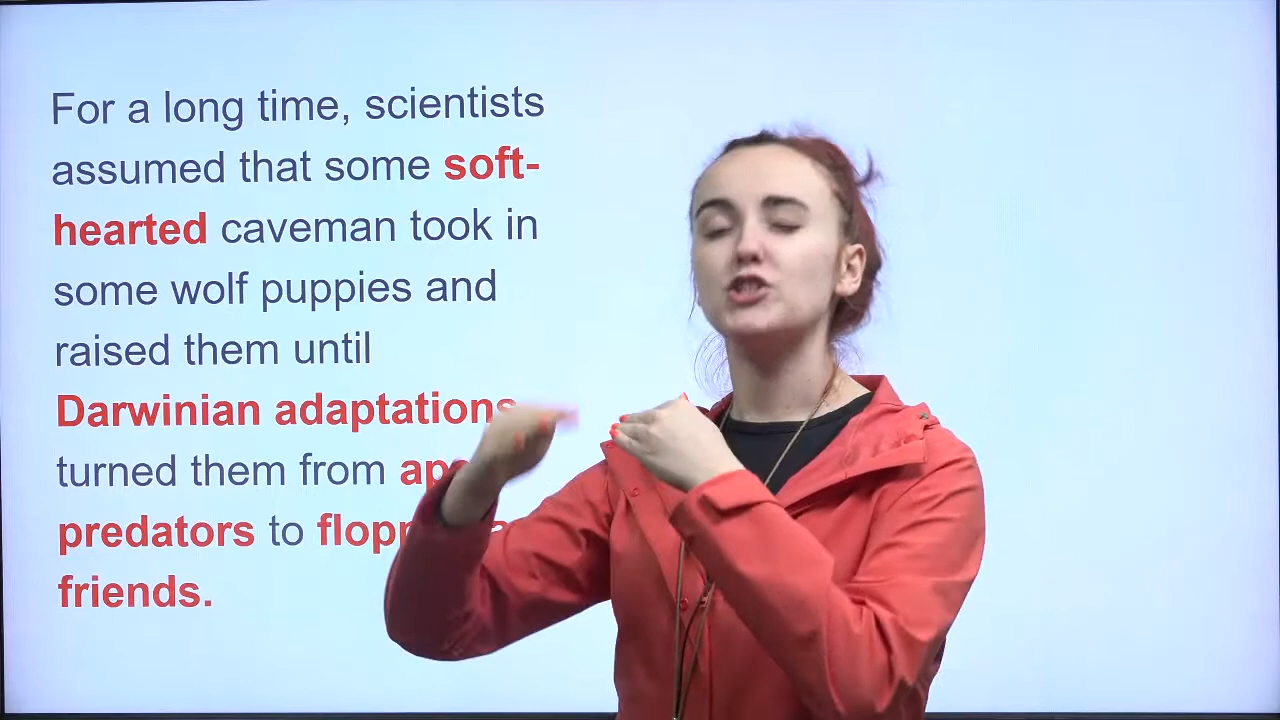 For a long time, scientists
assumed that some soft-
hearted caveman took in
some wolf puppies and
raised them until
Darwinian adaptations
turned them from
predators to
friends.